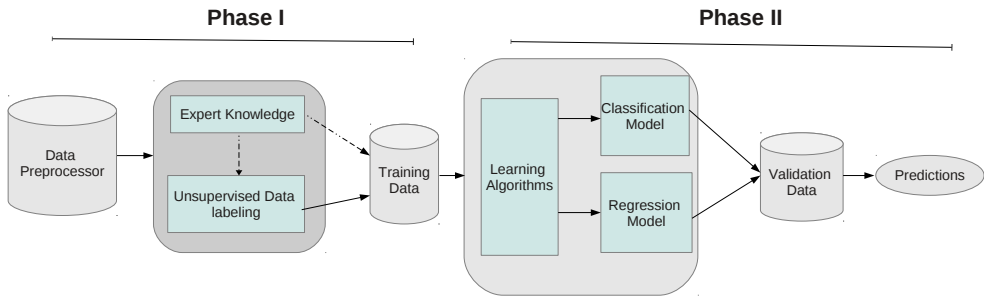 Phase I
Phase II
Data
Preprocessor
Expert Knowledge
Unsupervised Data
labeling
Training
Data
Learning
Algorithms
Classification
Model
Regression
Model
Validation
Data
Predictions